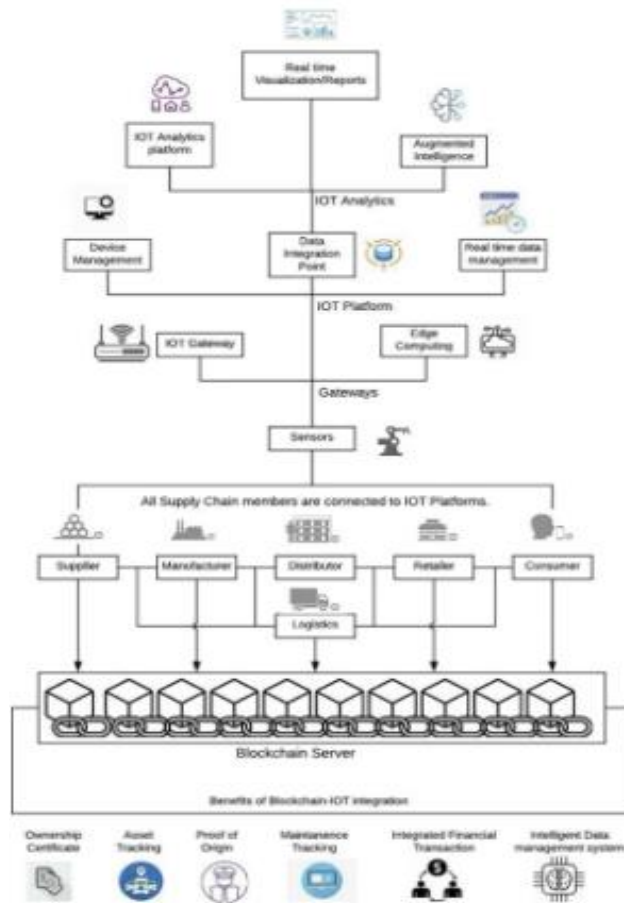 Real time
Visualization/Reports
IOT Analytics
platform
Augmented
Intelligence
IOT Analytics
Device
Management
Data
Integration
Point
Real time data
management
IOT Platform
IOT Gateway
Edge
Computing
Gateways
Sensors
All Supply Chain members are connected to IOT Platforms.
Supplier
Manufacturer
Distributor
Retailer
Consumer
Logistics
Blockchain Server
Benefits of Blockchain-IOT integration
Ownership
Certificate
Asset
Tracking
Proof of
Origin
Maintanence
Tracking
Integrated Financial
Transaction
Intelligent Data
management system